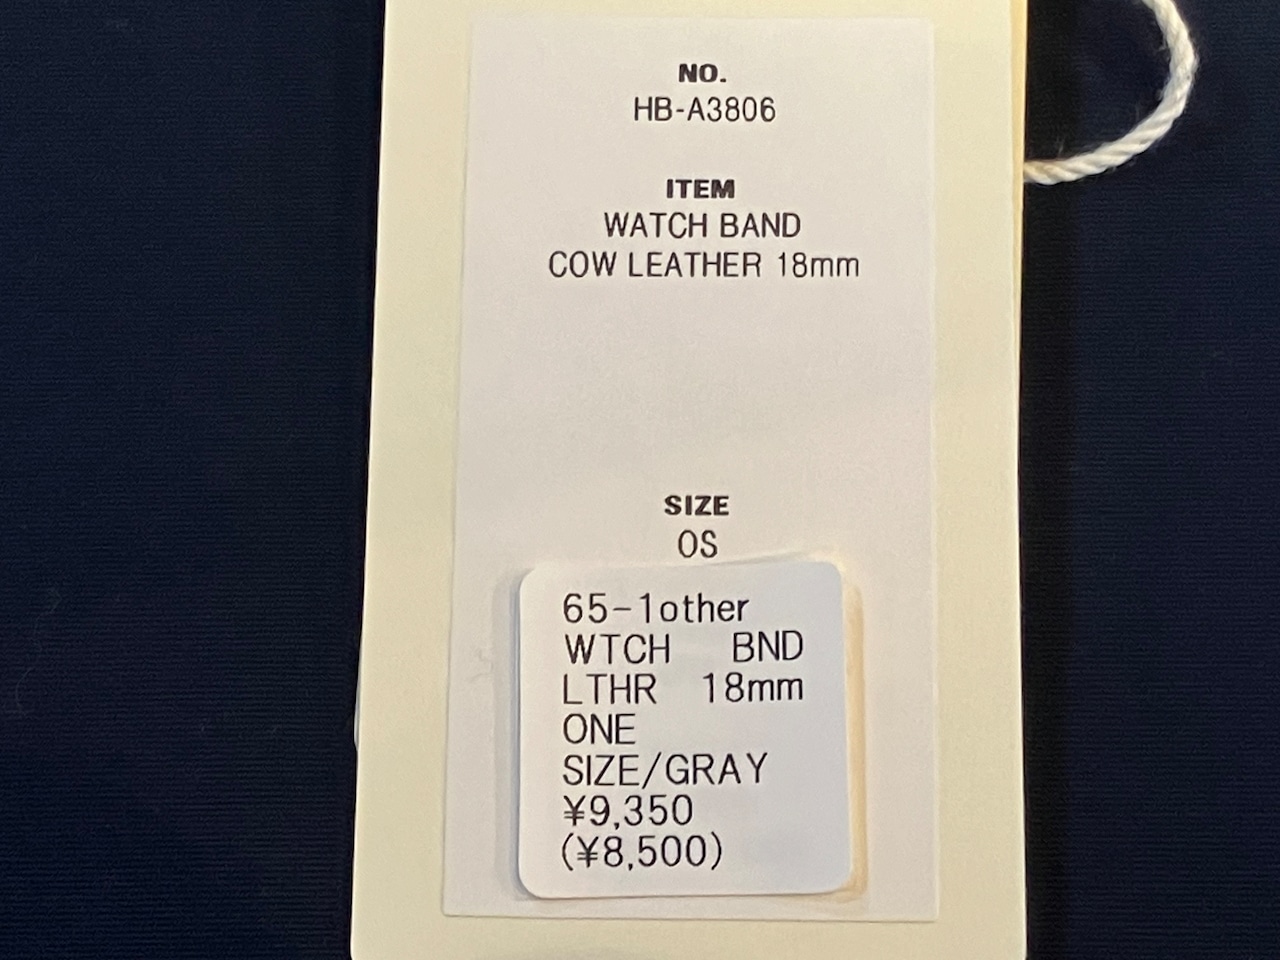 NO.
HB-A3806
ITEM
WATCH BAND
COW LEATHER 18mm
SIZE
OS
65-1other
WTCH BND
LTHR 18mm
ONE
SIZE/GRAY
¥9,350
(¥8,500)